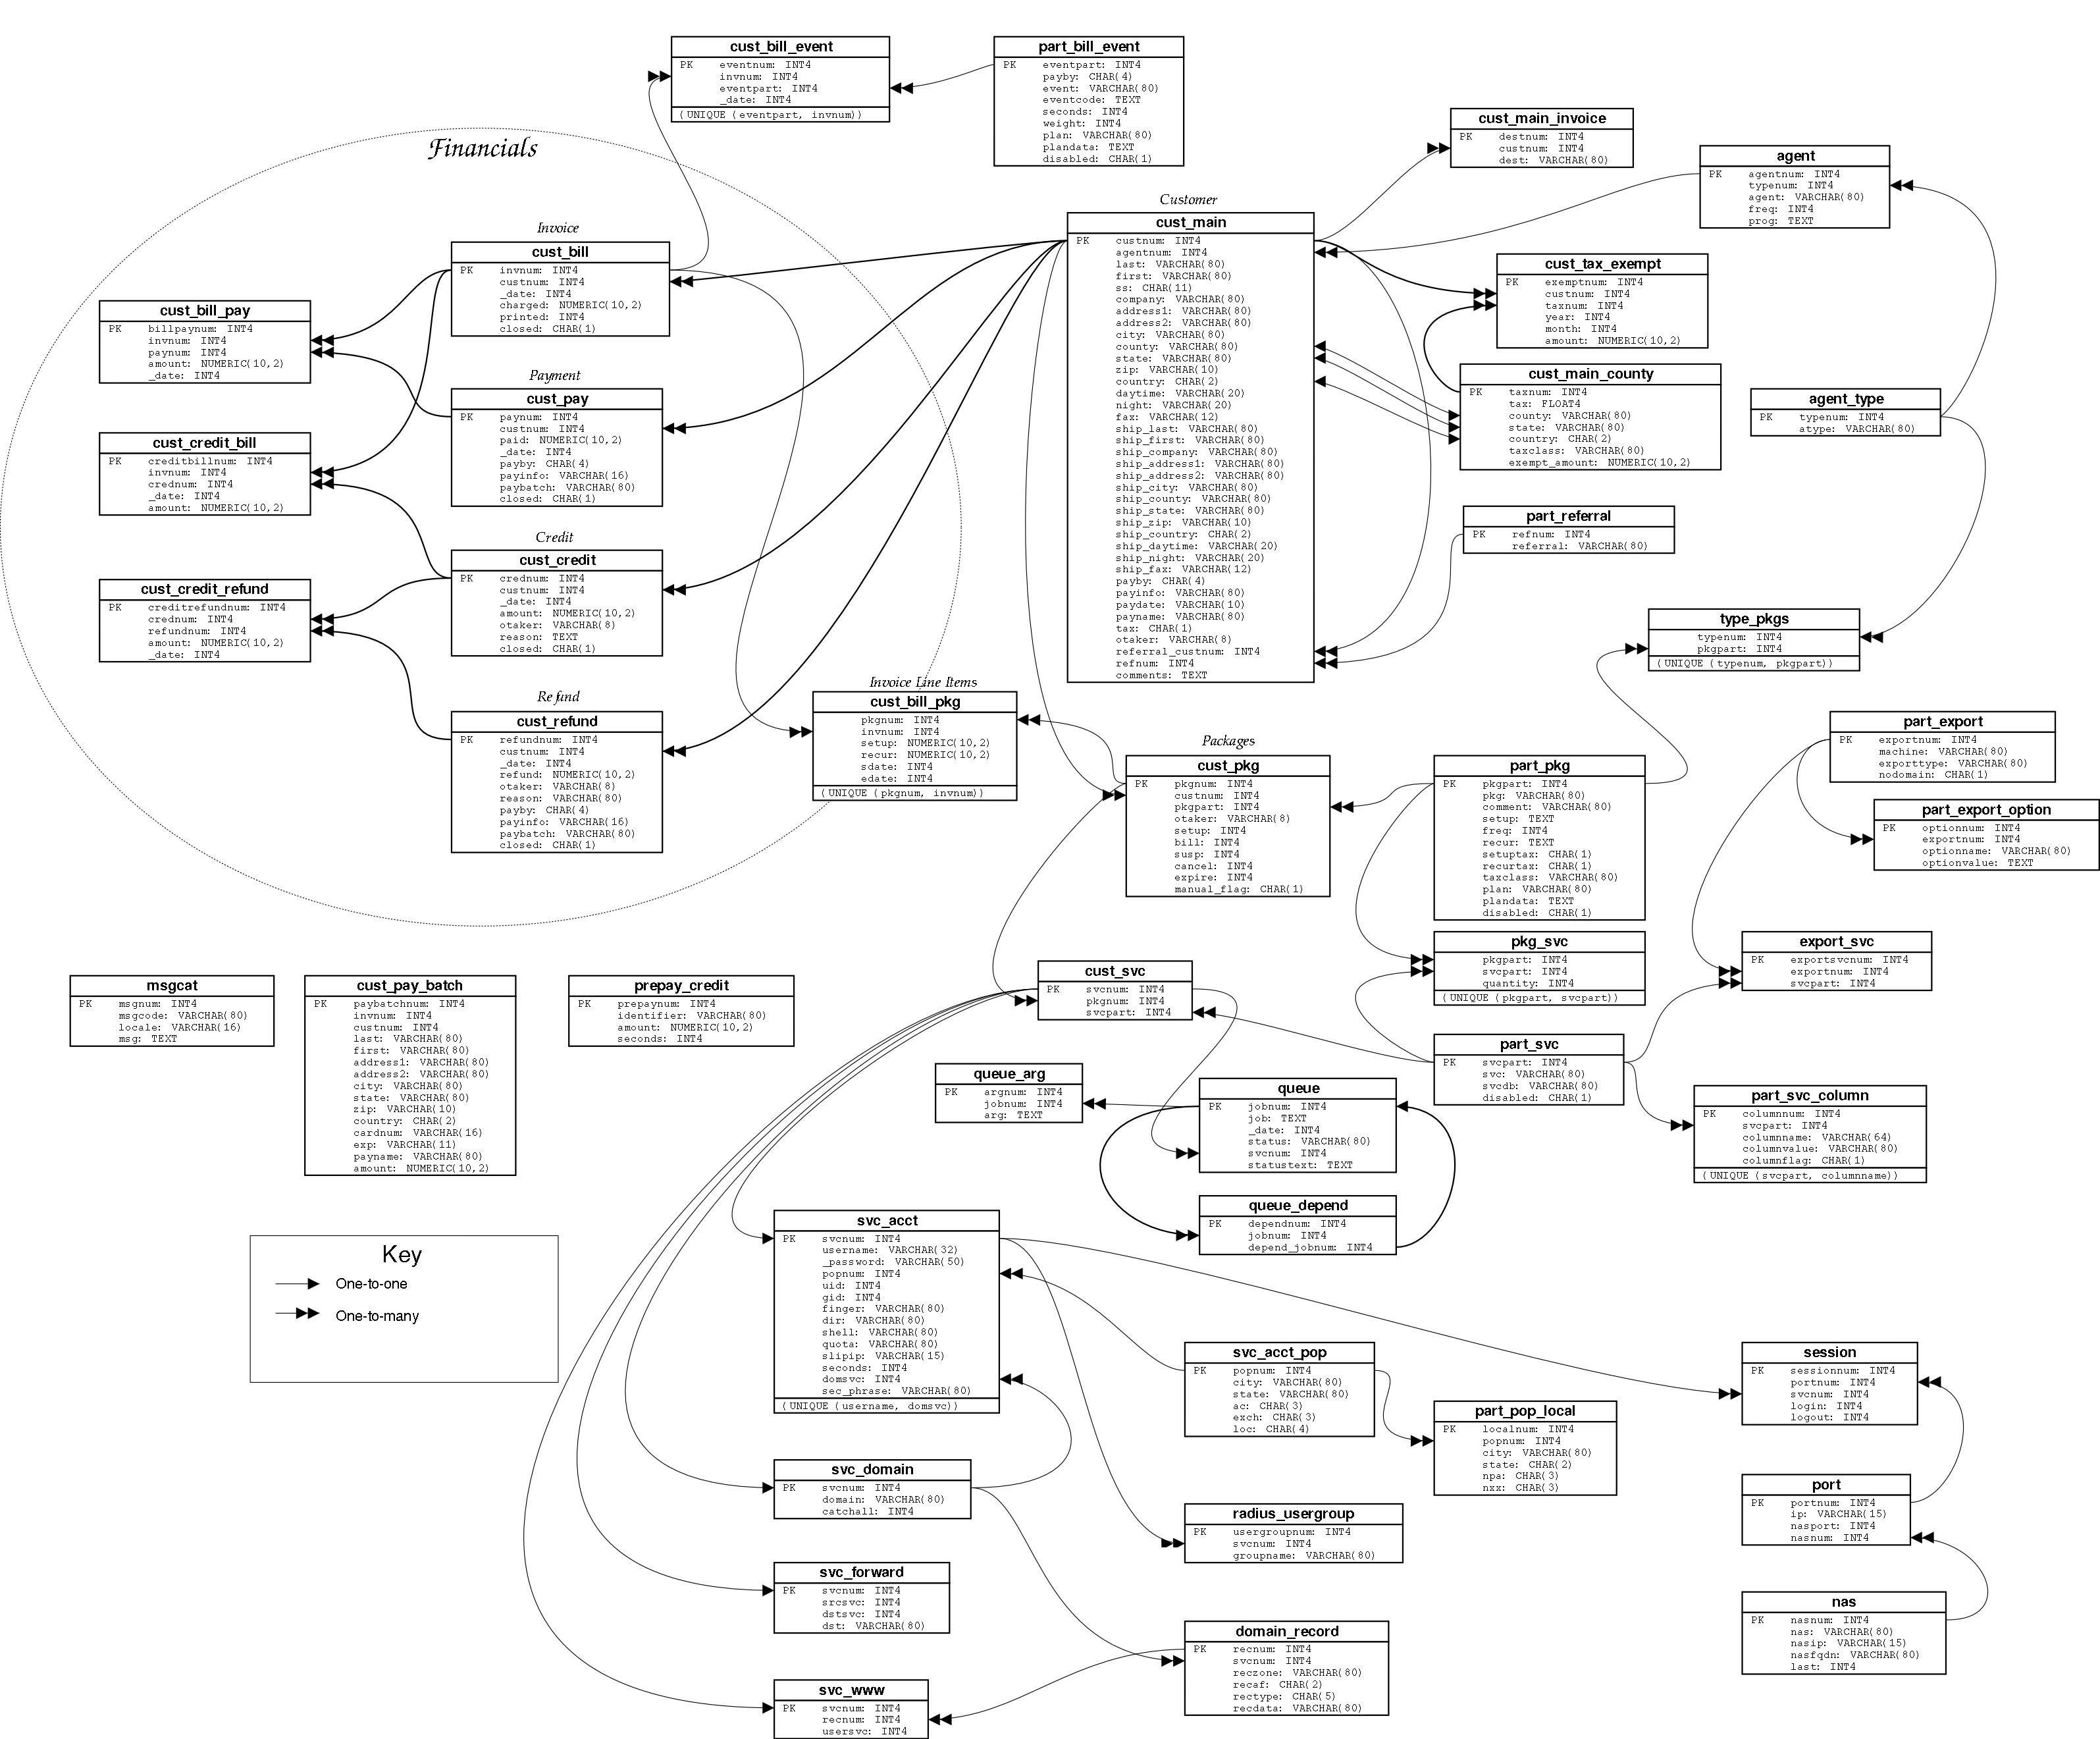 cust_bill_event
PK eventnum: INT4
invnum: INT4
eventpart: INT4
_date: INT4
(UNIQUE (eventpart, invnum))
part_bill_event
PK eventpart: INT4
payby: CHAR(4)
event: VARCHAR(80)
eventcode: TEXT
seconds: INT4
weight: INT4
plan: VARCHAR(80)
plandata: TEXT
disabled: CHAR(1)
cust_main_invoice
PK destnum: INT4
custnum: INT4
dest: VARCHAR(80)
agent
PK agentnum: INT4
typenum: INT4
agent: VARCHAR(80)
freq: INT4
prog: TEXT
Financials
Invoice
cust_bill
PK invnum: INT4
custnum: INT4
_date: INT4
charged: NUMERIC(10,2)
printed: INT4
closed: CHAR(1)
cust_bill_pay
PK billpaynum: INT4
invnum: INT4
paynum: INT4
amount: NUMERIC(10,2)
_date: INT4
Payment
cust_pay
PK paynum: INT4
custnum: INT4
paid: NUMERIC(10,2)
_date: INT4
payby: CHAR(4)
payinfo: VARCHAR(16)
paybatch: VARCHAR(80)
closed: CHAR(1)
cust_credit_bill
PK creditbillnum: INT4
invnum: INT4
crednum: INT4
_date: INT4
amount: NUMERIC(10,2)
Credit
cust_credit
PK crednum: INT4
custnum: INT4
_date: INT4
amount: NUMERIC(10,2)
otaker: VARCHAR(8)
reason: TEXT
closed: CHAR(1)
cust_credit_refund
PK creditrefundnum: INT4
crednum: INT4
refundnum: INT4
amount: NUMERIC(10,2)
_date: INT4
Refund
cust_refund
PK refundnum: INT4
custnum: INT4
_date: INT4
refund: NUMERIC(10,2)
otaker: VARCHAR(8)
reason: VARCHAR(80)
payby: CHAR(4)
payinfo: VARCHAR(16)
paybatch: VARCHAR(80)
closed: CHAR(1)
Invoice Line Items
cust_bill_pkg
pkgnum: INT4
invnum: INT4
setup: NUMERIC(10,2)
recur: NUMERIC(10,2)
sdate: INT4
edate: INT4
(UNIQUE (pkgnum, invnum))
Customer
cust_main
PK custnum: INT4
agentnum: INT4
last: VARCHAR(80)
first: VARCHAR(80)
ss: CHAR(11)
company: VARCHAR(80)
address1: VARCHAR(80)
address2: VARCHAR(80)
city: VARCHAR(80)
county: VARCHAR(80)
state: VARCHAR(80)
zip: VARCHAR(10)
country: CHAR(2)
daytime: VARCHAR(20)
night: VARCHAR(20)
fax: VARCHAR(12)
ship_last: VARCHAR(80)
ship_first: VARCHAR(80)
ship_company: VARCHAR(80)
ship_address1: VARCHAR(80)
ship_address2: VARCHAR(80)
ship_city: VARCHAR(80)
ship_county: VARCHAR(80)
ship_state: VARCHAR(80)
ship_zip: VARCHAR(10)
ship_country: CHAR(2)
ship_daytime: VARCHAR(20)
ship_night: VARCHAR(20)
ship_fax: VARCHAR(12)
payby: CHAR(4)
payinfo: VARCHAR(80)
paydate: VARCHAR(10)
payname: VARCHAR(80)
tax: CHAR(1)
otaker: VARCHAR(8)
referral_custnum: INT4
refnum: INT4
comments: TEXT
cust_tax_exempt
PK exemptnum: INT4
custnum: INT4
taxnum: INT4
year: INT4
month: INT4
amount: NUMERIC(10,2)
cust_main_county
PK taxnum: INT4
tax: FLOAT4
county: VARCHAR(80)
state: VARCHAR(80)
country: CHAR(2)
taxclass: VARCHAR(80)
exempt_amount: NUMERIC(10,2)
agent_type
PK typenum: INT4
atype: VARCHAR(80)
part_referral
PK refnum: INT4
referral: VARCHAR(80)
type_pkgs
typenum: INT4
pkgpart: INT4
(UNIQUE (typenum, pkgpart))
Packages
cust_pkg
PK pkgnum: INT4
custnum: INT4
pkgpart: INT4
otaker: VARCHAR(8)
setup: INT4
bill: INT4
susp: INT4
cancel: INT4
expire: INT4
manual_flag: CHAR(1)
part_pkg
PK pkgpart: INT4
pkg: VARCHAR(80)
comment: VARCHAR(80)
setup: TEXT
freq: INT4
recur: TEXT
setuptax: CHAR(1)
recurtax: CHAR(1)
taxclass: VARCHAR(80)
plan: VARCHAR(80)
plandata: TEXT
disabled: CHAR(1)
part_export
PK exportnum: INT4
machine: VARCHAR(80)
exporttype: VARCHAR(80)
nodomain: CHAR(1)
part_export_option
PK optionnum: INT4
exportnum: INT4
optionname: VARCHAR(80)
optionvalue: TEXT
pkg_svc
pkgpart: INT4
svcpart: INT4
quantity: INT4
(UNIQUE (pkgpart, svcpart))
export_svc
PK exportsvcnum: INT4
exportnum: INT4
svcpart: INT4
msgcat
PK msgnum: INT4
msgcode: VARCHAR(80)
locale: VARCHAR(16)
msg: TEXT
cust_pay_batch
PK paybatchnum: INT4
invnum: INT4
custnum: INT4
last: VARCHAR(80)
first: VARCHAR(80)
address1: VARCHAR(80)
address2: VARCHAR(80)
city: VARCHAR(80)
state: VARCHAR(80)
zip: VARCHAR(10)
country: CHAR(2)
cardnum: VARCHAR(16)
exp: VARCHAR(11)
payname: VARCHAR(80)
amount: NUMERIC(10,2)
prepay_credit
PK prepaynum: INT4
identifier: VARCHAR(80)
amount: NUMERIC(10,2)
seconds: INT4
cust_svc
PK svcnum: INT4
pkgnum: INT4
svcpart: INT4
part_svc
PK svcpart: INT4
svc: VARCHAR(80)
svcdb: VARCHAR(80)
disabled: CHAR(1)
queue_arg
PK argnum: INT4
jobnum: INT4
arg: TEXT
queue
PK jobnum: INT4
job: TEXT
_date: INT4
status: VARCHAR(80)
svcnum: INT4
statustext: TEXT
part_svc_column
PK columnnum: INT4
svcpart: INT4
columnname: VARCHAR(64)
columnvalue: VARCHAR(80)
columnflag: CHAR(1)
(UNIQUE (svcpart, columnname))
queue_depend
PK dependnum: INT4
jobnum: INT4
depend_jobnum: INT4
Key
One-to-one
One-to-many
svc_acct
PK svcnum: INT4
username: VARCHAR(32)
_password: VARCHAR(50)
popnum: INT4
uid: INT4
gid: INT4
finger: VARCHAR(80)
dir: VARCHAR(80)
shell: VARCHAR(80)
quota: VARCHAR(80)
slipip: VARCHAR(15)
seconds: INT4
domsvc: INT4
sec_phrase: VARCHAR(80)
(UNIQUE (username, domsvc))
svc_acct_pop
PK popnum: INT4
city: VARCHAR(80)
state: VARCHAR(80)
ac: CHAR(3)
exch: CHAR(3)
loc: CHAR(4)
part_pop_local
PK localnum: INT4
popnum: INT4
city: VARCHAR(80)
state: CHAR(2)
npa: CHAR(3)
nxx: CHAR(3)
session
PK sessionnum: INT4
portnum: INT4
svcnum: INT4
login: INT4
logout: INT4
svc_domain
PK svcnum: INT4
domain: VARCHAR(80)
catchall: INT4
port
PK portnum: INT4
ip: VARCHAR(15)
nasport: INT4
nasnum: INT4
radius_usergroup
PK usergroupnum: INT4
svcnum: INT4
groupname: VARCHAR(80)
svc_forward
PK svcnum: INT4
srcsvc: INT4
dstsvc: INT4
dst: VARCHAR(80)
nas
PK nasnum: INT4
nas: VARCHAR(80)
nasip: VARCHAR(15)
nasfqdn: VARCHAR(80)
last: INT4
domain_record
PK recnum: INT4
svcnum: INT4
reczone: VARCHAR(80)
recaf: CHAR(2)
rectype: CHAR(5)
recdata: VARCHAR(80)
svc_www
PK svcnum: INT4
recnum: INT4
usersvc: INT4